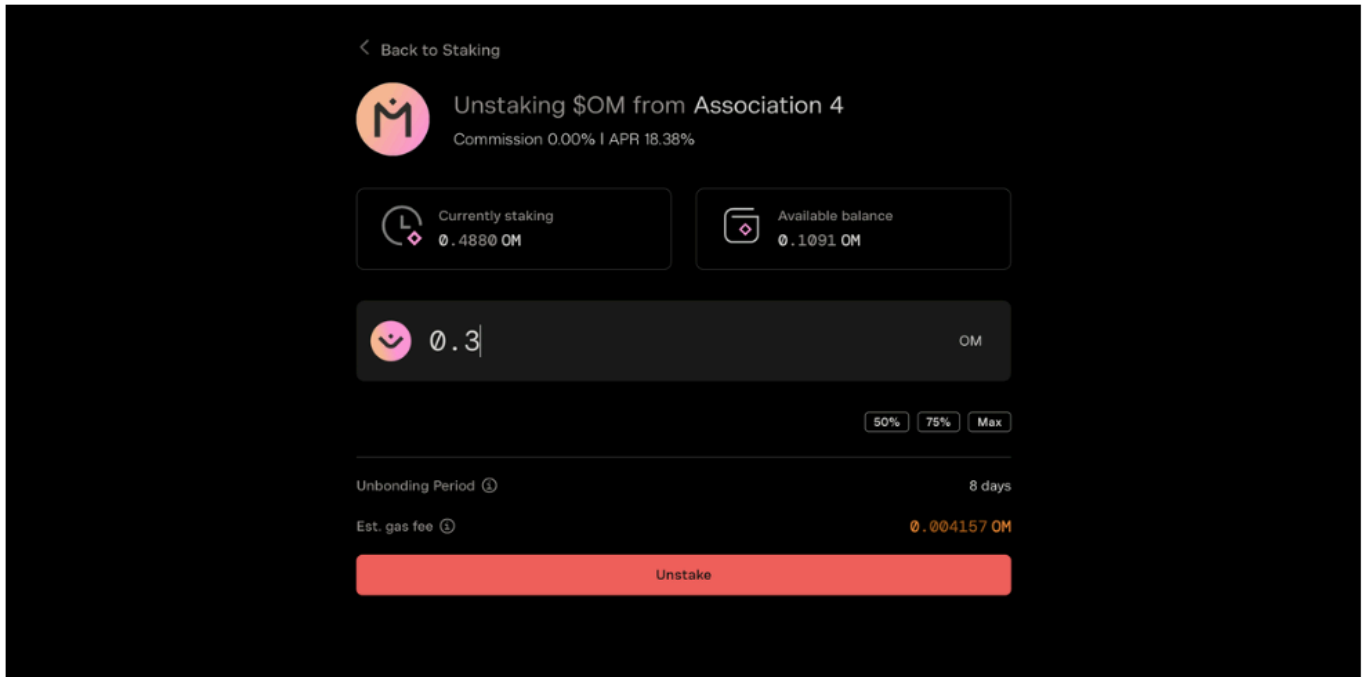 Back to Staking
Unstaking $OM from Association 4
Commission 0.00% | APR 18.38%
Currently staking
0.4880 OM
Available balance
0.1091 OM
0.3
OM
50% 75% Max
Unbonding Period
8 days
Est. gas fee
0.004157 OM
Unstake